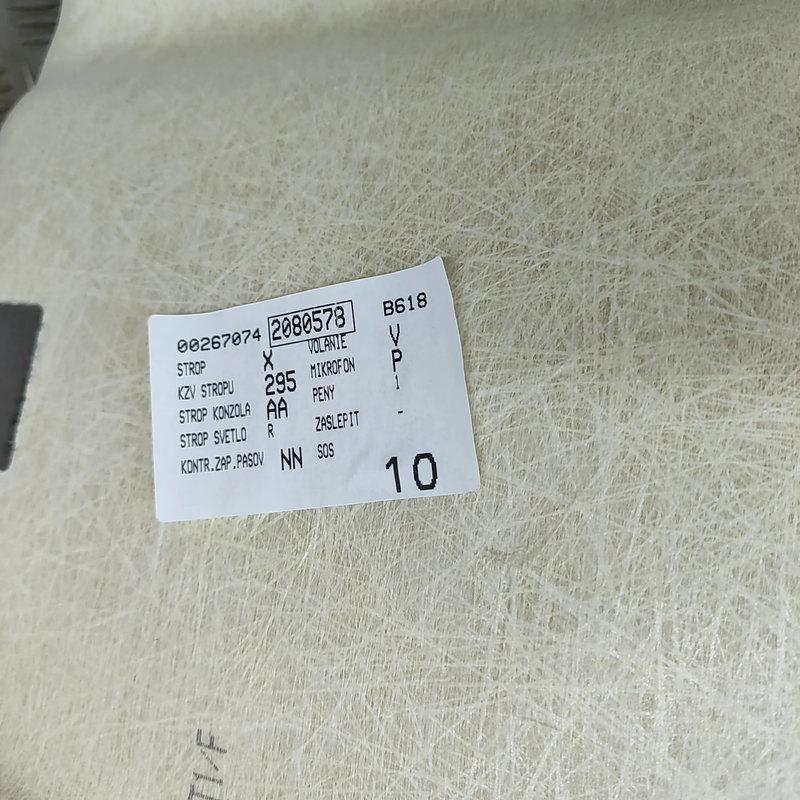 00267074 2080578 B618
STROP X VOLANIE V
KZV STROPU 295 MIKROFON P
STROP KONZOLA AA PENY 1
STROP SVETLO R ZASLEPIT -
KONTR.ZAP.PASOV NN SOS 10
T1/F